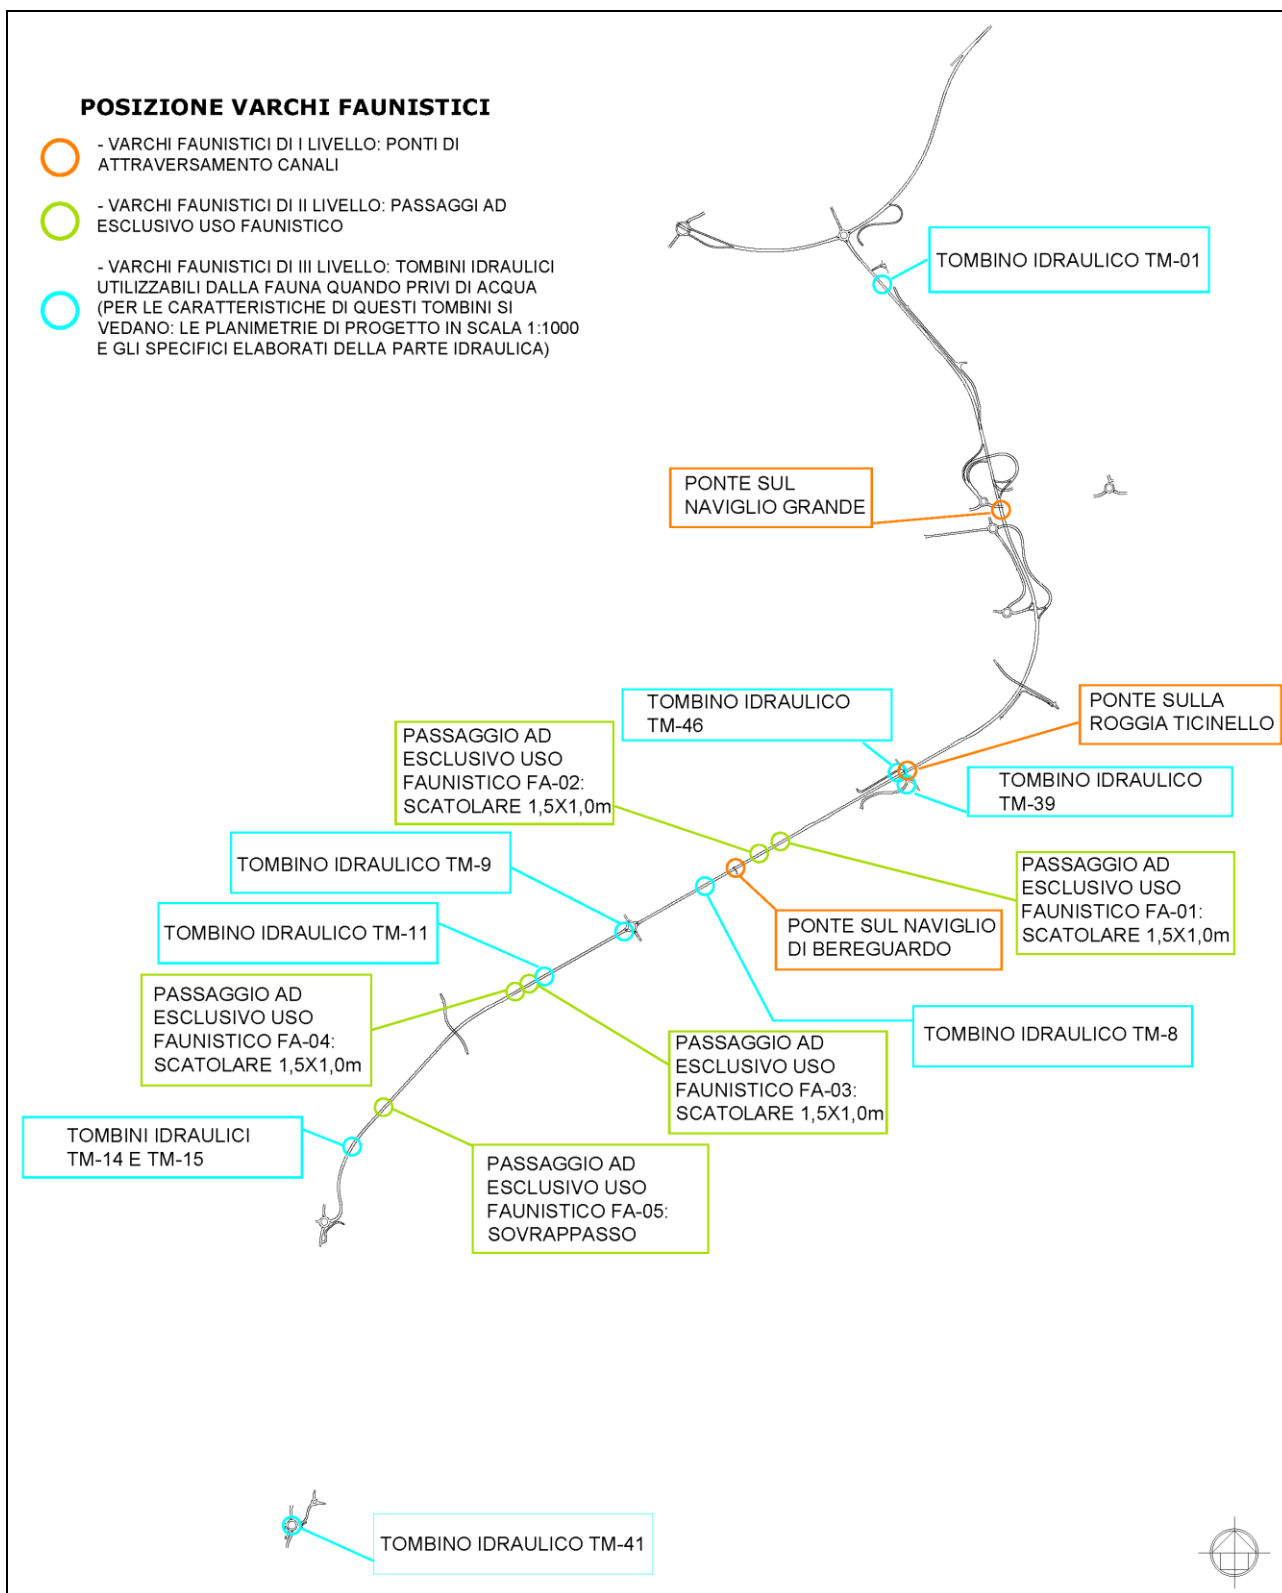 POSIZIONE VARCHI FAUNISTICI
- VARCHI FAUNISTICI DI I LIVELLO: PONTI DI
ATTRAVERSAMENTO CANALI
- VARCHI FAUNISTICI DI II LIVELLO: PASSAGGI AD
ESCLUSIVO USO FAUNISTICO
- VARCHI FAUNISTICI DI III LIVELLO: TOMBINI IDRAULICI
UTILIZZABILI DALLA FAUNA QUANDO PRIVI DI ACQUA
(PER LE CARATTERISTICHE DI QUESTI TOMBINI SI
VEDANO: LE PLANIMETRIE DI PROGETTO IN SCALA 1:1000
E GLI SPECIFICI ELABORATI DELLA PARTE IDRAULICA)
TOMBINO IDRAULICO TM-01
PONTE SUL
NAVIGLIO GRANDE
TOMBINO IDRAULICO
TM-46
PONTE SULLA
ROGGIA TICINELLO
PASSAGGIO AD
ESCLUSIVO USO
FAUNISTICO FA-02:
SCATOLARE 1,5X1,0m
TOMBINO IDRAULICO
TM-39
TOMBINO IDRAULICO TM-9
PASSAGGIO AD
ESCLUSIVO USO
FAUNISTICO FA-01:
SCATOLARE 1,5X1,0m
TOMBINO IDRAULICO TM-11
PONTE SUL NAVIGLIO
DI BEREGUARDO
PASSAGGIO AD
ESCLUSIVO USO
FAUNISTICO FA-04:
SCATOLARE 1,5X1,0m
TOMBINO IDRAULICO TM-8
PASSAGGIO AD
ESCLUSIVO USO
FAUNISTICO FA-03:
SCATOLARE 1,5X1,0m
TOMBINI IDRAULICI
TM-14 E TM-15
PASSAGGIO AD
ESCLUSIVO USO
FAUNISTICO FA-05:
SOVRAPPASSO
TOMBINO IDRAULICO TM-41